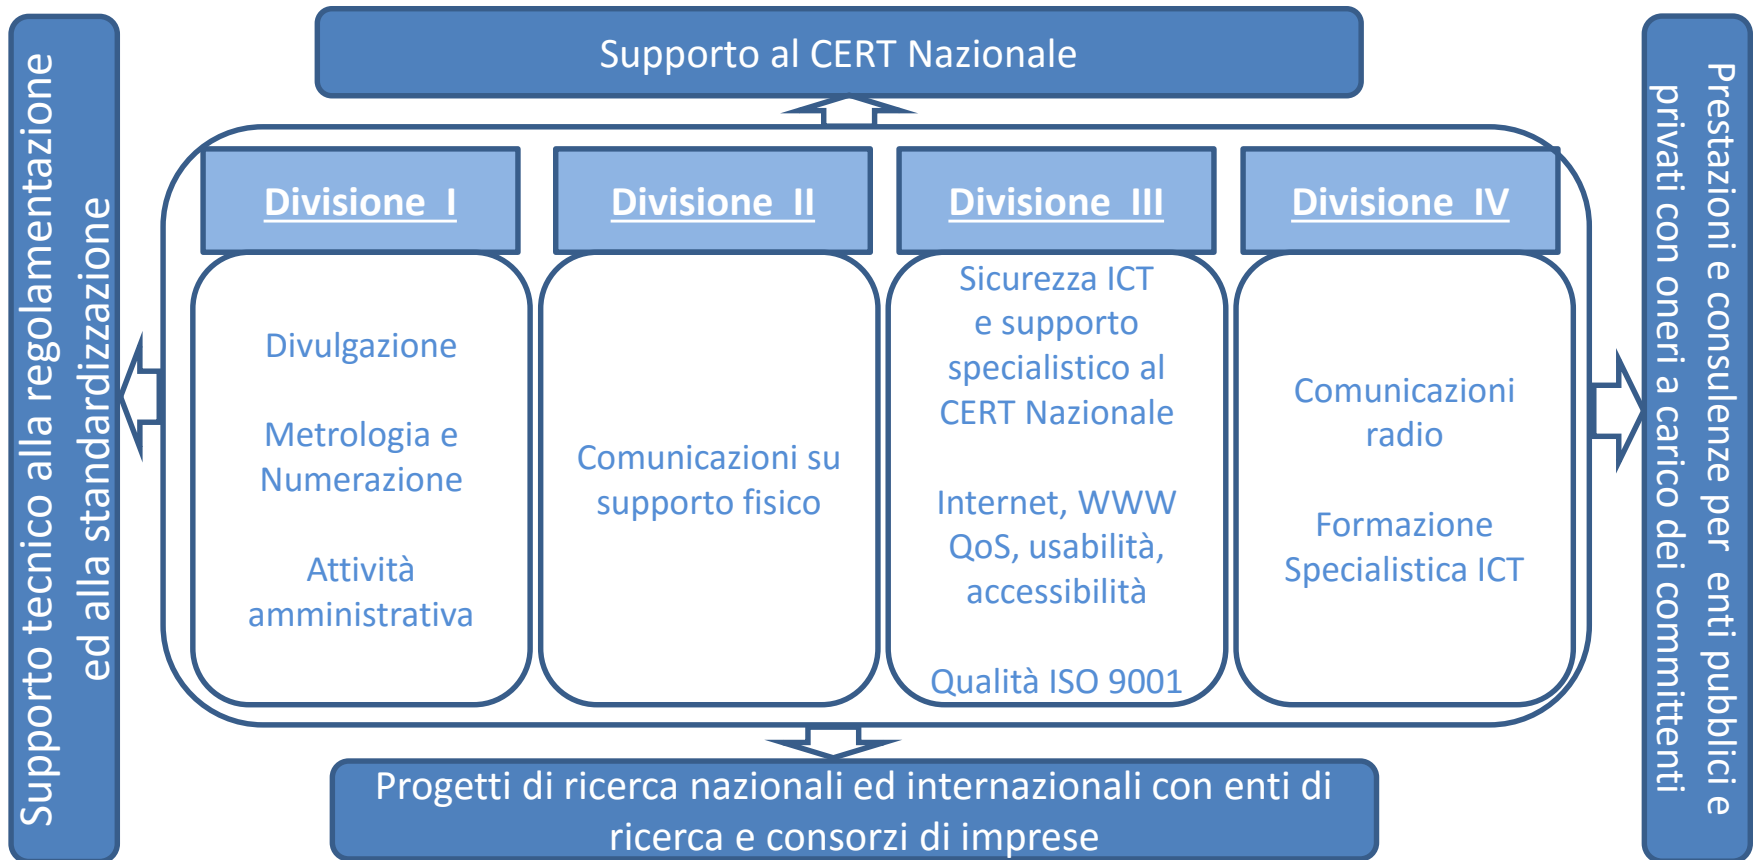 Supporto al CERT Nazionale
Supporto tecnico alla regolamentazione
ed alla standardizzazione
Divisione I
Divulgazione
Metrologia e
Numerazione
Attività
amministrativa
Divisione II
Comunicazioni su
supporto fisico
Divisione III
Sicurezza ICT
e supporto
specialistico al
CERT Nazionale
Internet, WWW
QoS, usabilità,
accessibilità
Qualità ISO 9001
Divisione IV
Comunicazioni
radio
Formazione
Specialistica ICT
Prestazioni e consulenze per enti pubblici e
privati con oneri a carico dei committenti
Progetti di ricerca nazionali ed internazionali con enti di
ricerca e consorzi di imprese